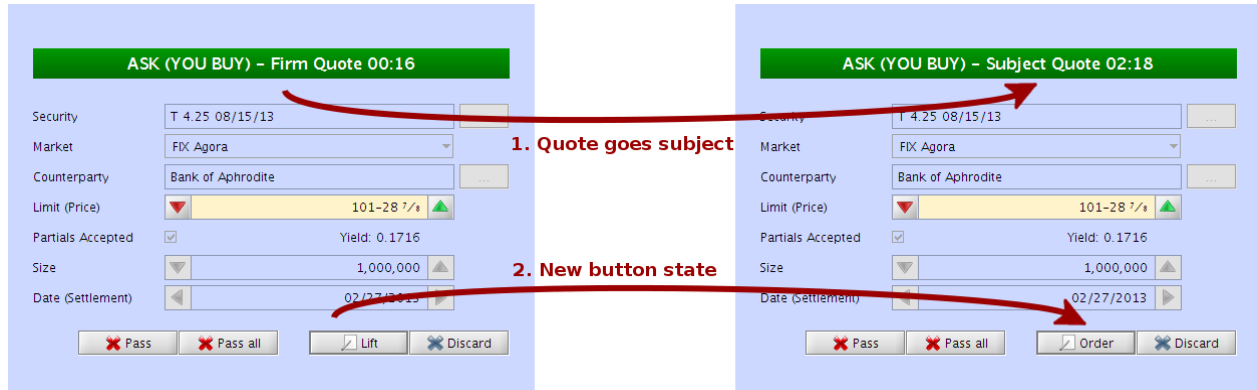 ASK (YOU BUY) – Firm Quote 00:16
Security T 4.25 08/15/13 ...
Market FIX Agora
Counterparty Bank of Aphrodite ...
Limit (Price) 101-28 ⁷/₈
Partials Accepted Yield: 0.1716
Size 1,000,000
Date (Settlement) 02/27/2013
Pass Pass all Lift Discard
1. Quote goes subject
2. New button state
ASK (YOU BUY) – Subject Quote 02:18
Security T 4.25 08/15/13 ...
Market FIX Agora
Counterparty Bank of Aphrodite ...
Limit (Price) 101-28 ⁷/₈
Partials Accepted Yield: 0.1716
Size 1,000,000
Date (Settlement) 02/27/2013
Pass Pass all Order Discard